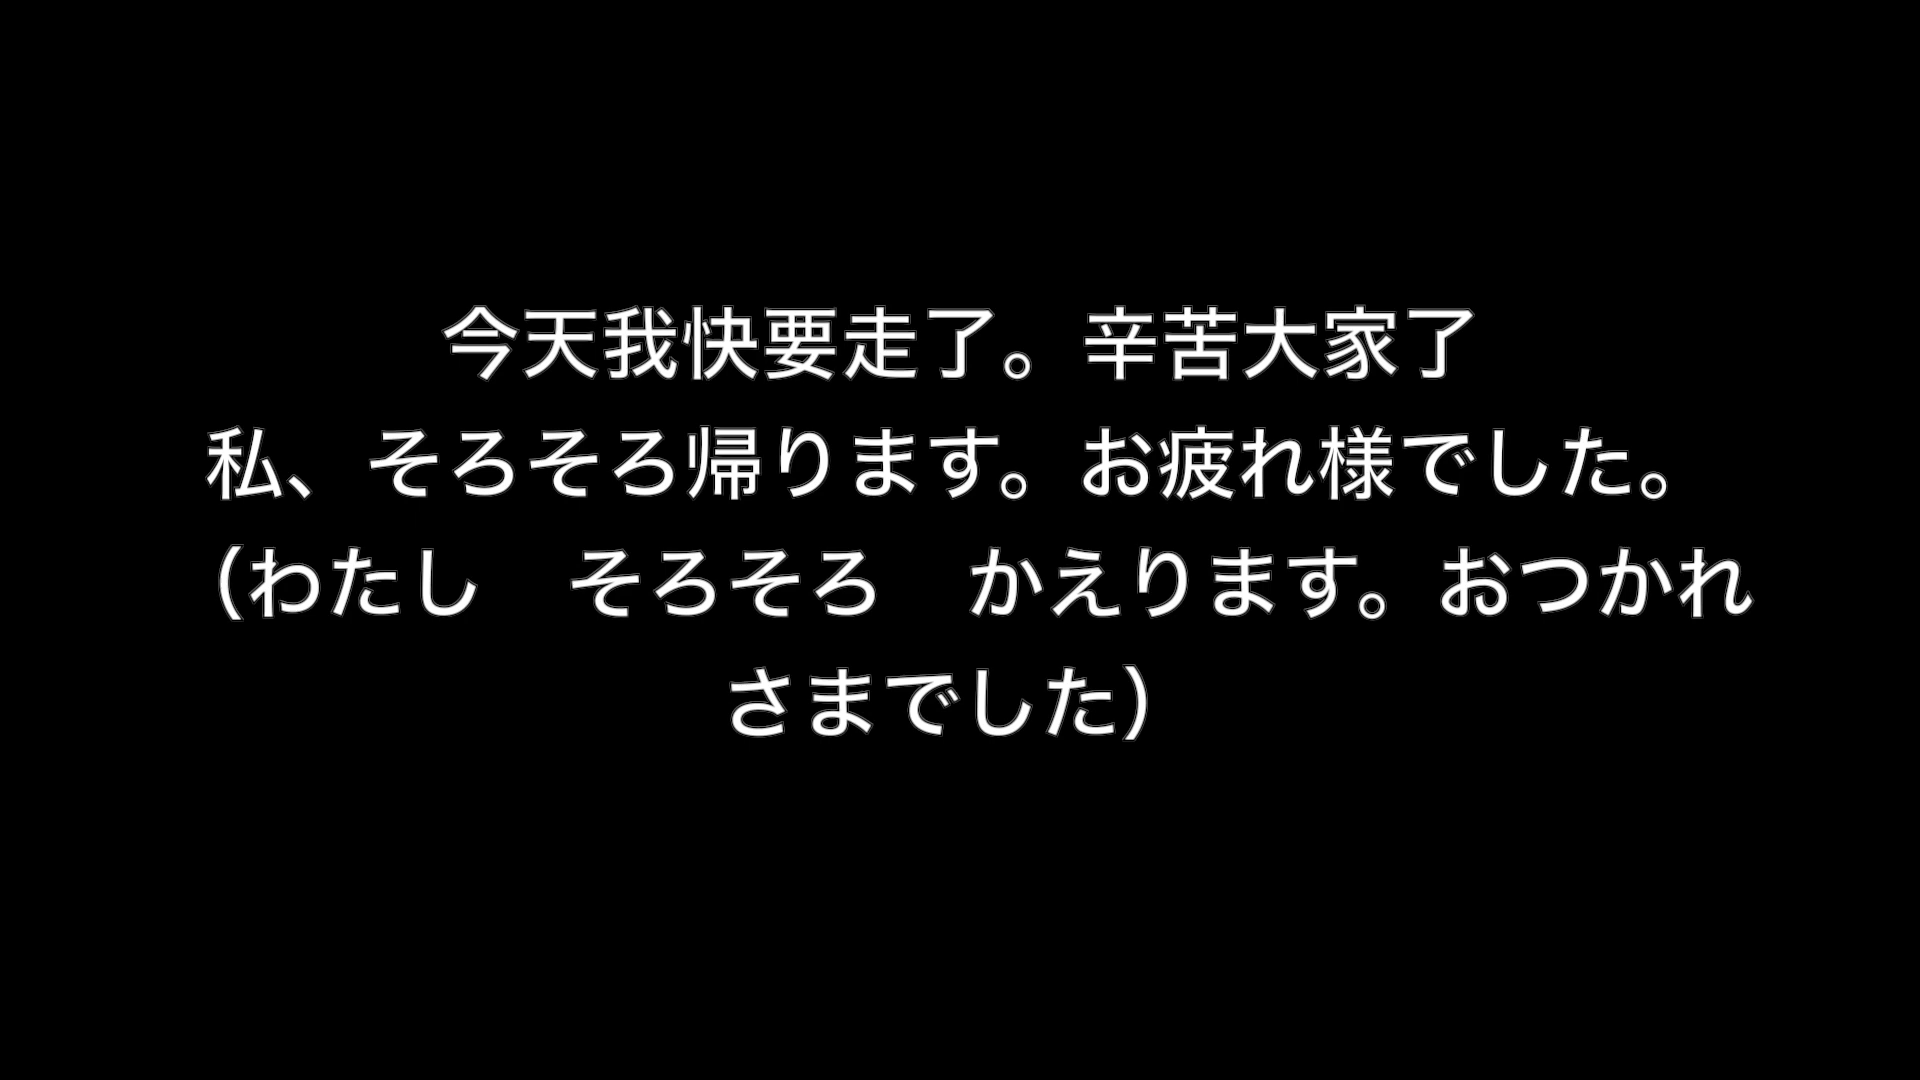 今天我快要走了。辛苦大家了
私、そろそろ帰ります。お疲れ様でした。
（わたし　そろそろ　かえります。おつかれ
さまでした）